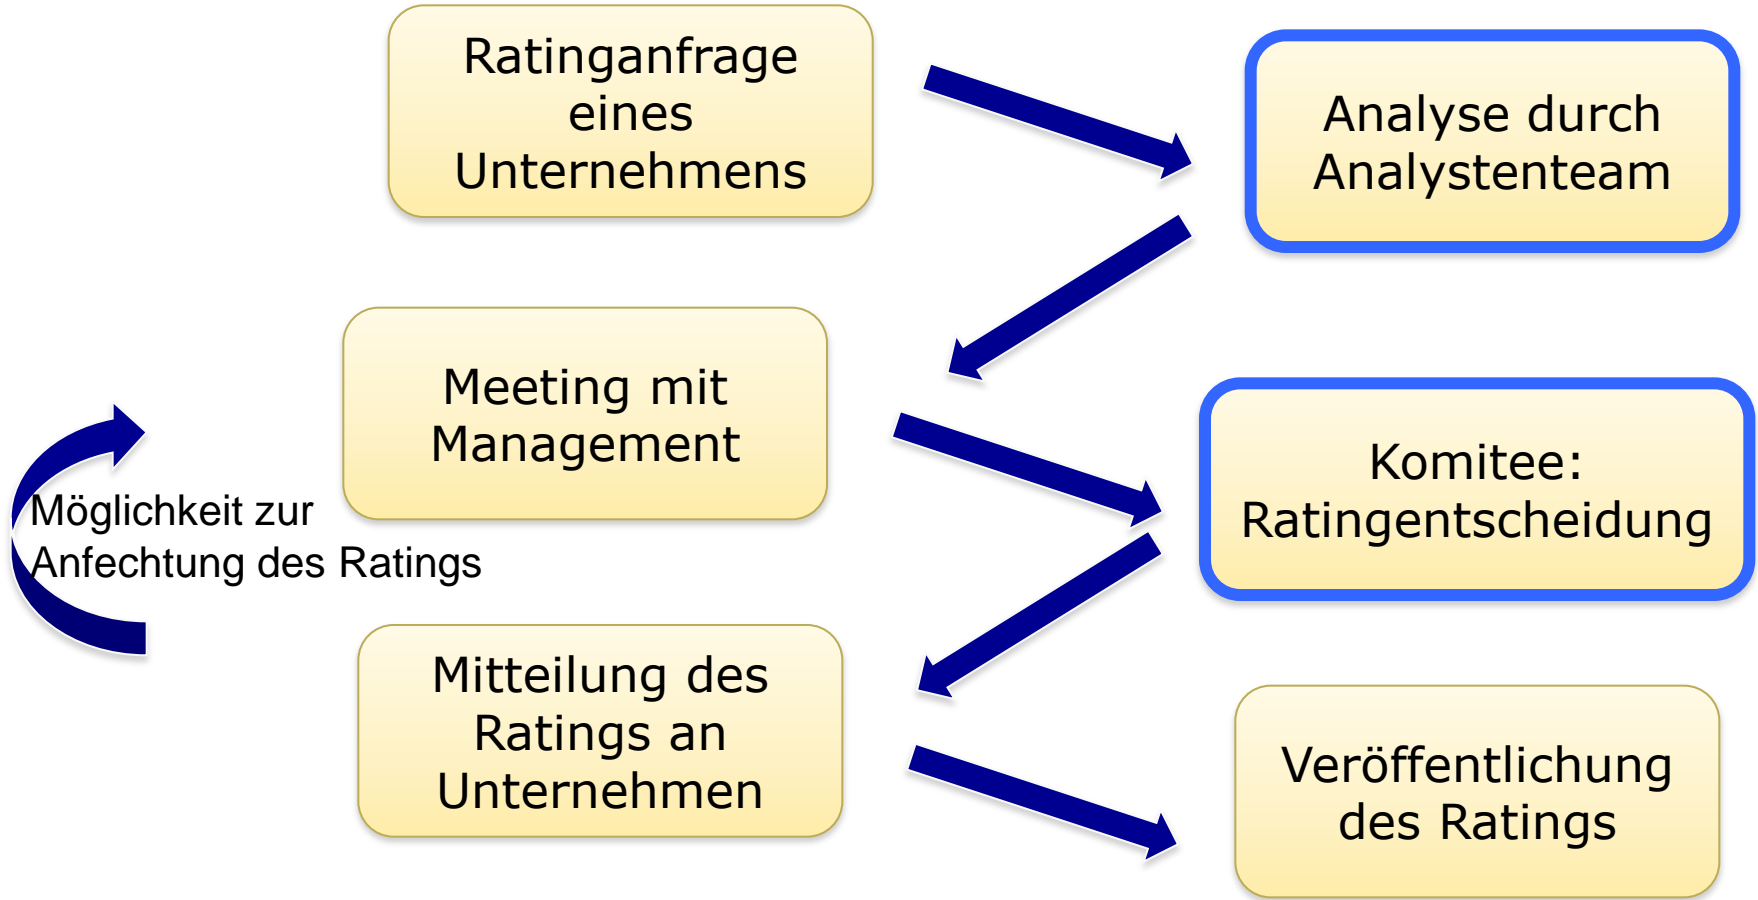 Ratinganfrage
eines
Unternehmens
Analyse durch
Analystenteam
Meeting mit
Management
Komitee:
Ratingentscheidung
Möglichkeit zur
Anfechtung des Ratings
Mitteilung des
Ratings an
Unternehmen
Veröffentlichung
des Ratings